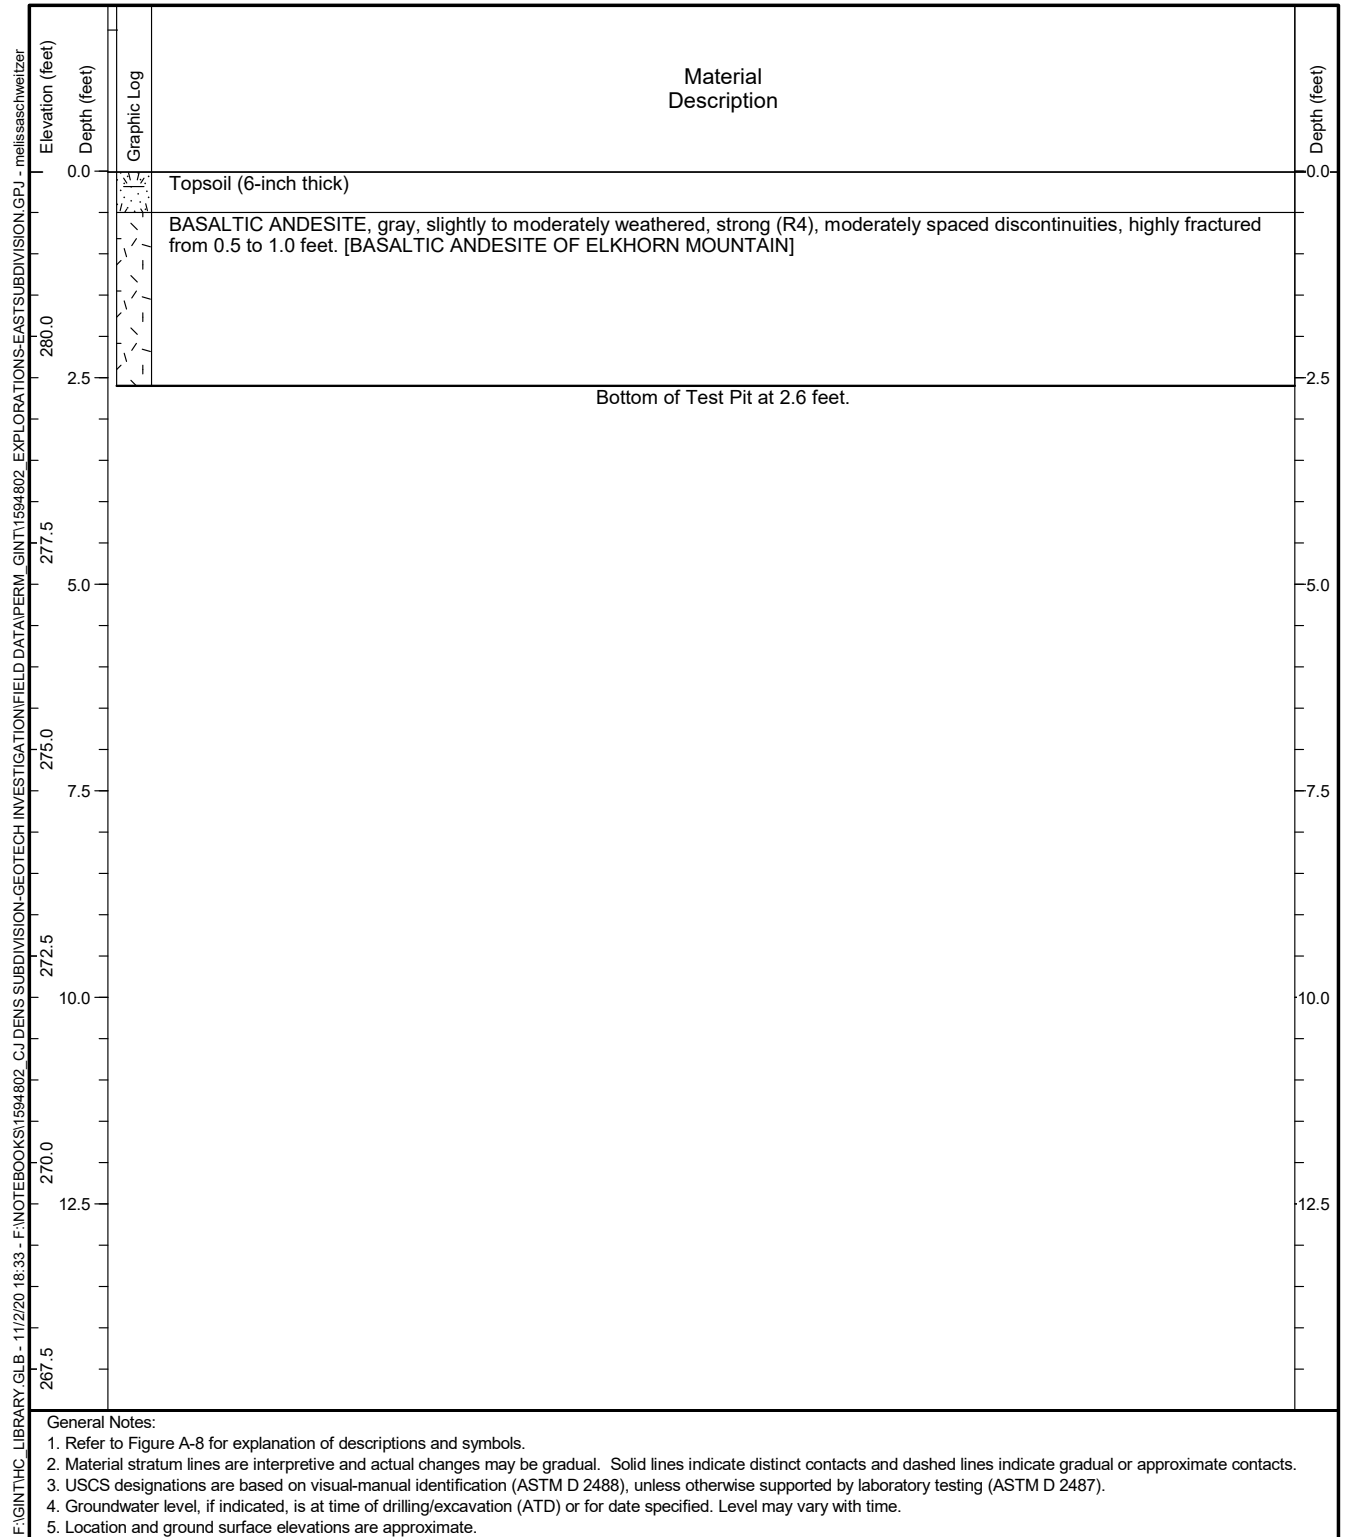 F:\GINT\HC_LIBRARY.GLB - 11/2/20 18:33 - F:\NOTEBOOKS\1594802_CJ DENS SUBDIVISION-GEOTECH INVESTIGATION\FIELD DATA\PERM_GINT\1594802_EXPLORATIONS-EASTSUBDIVISION.GPJ - melissaschweitzer
Elevation (feet)
Depth (feet)
Graphic Log
Material
Description
Depth (feet)
0.0
Topsoil (6-inch thick)
0.0
BASALTIC ANDESITE, gray, slightly to moderately weathered, strong (R4), moderately spaced discontinuities, highly fractured
from 0.5 to 1.0 feet. [BASALTIC ANDESITE OF ELKHORN MOUNTAIN]
280.0
2.5
2.5
Bottom of Test Pit at 2.6 feet.
277.5
5.0
5.0
275.0
7.5
7.5
272.5
10.0
10.0
270.0
12.5
12.5
267.5
General Notes:
1. Refer to Figure A-8 for explanation of descriptions and symbols.
2. Material stratum lines are interpretive and actual changes may be gradual. Solid lines indicate distinct contacts and dashed lines indicate gradual or approximate contacts.
3. USCS designations are based on visual-manual identification (ASTM D 2488), unless otherwise supported by laboratory testing (ASTM D 2487).
4. Groundwater level, if indicated, is at time of drilling/excavation (ATD) or for date specified. Level may vary with time.
5. Location and ground surface elevations are approximate.